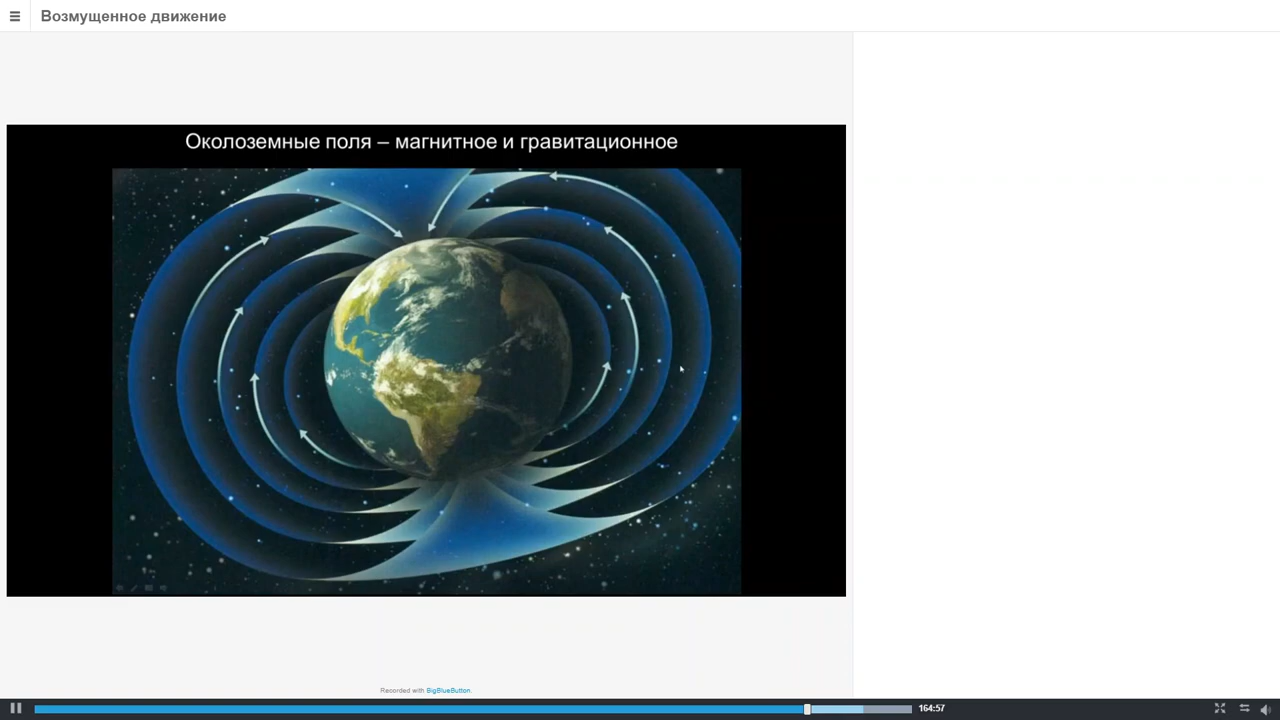 Возмущенное движение
Околоземные поля – магнитное и гравитационное
Recorded with BigBlueButton.
164:57